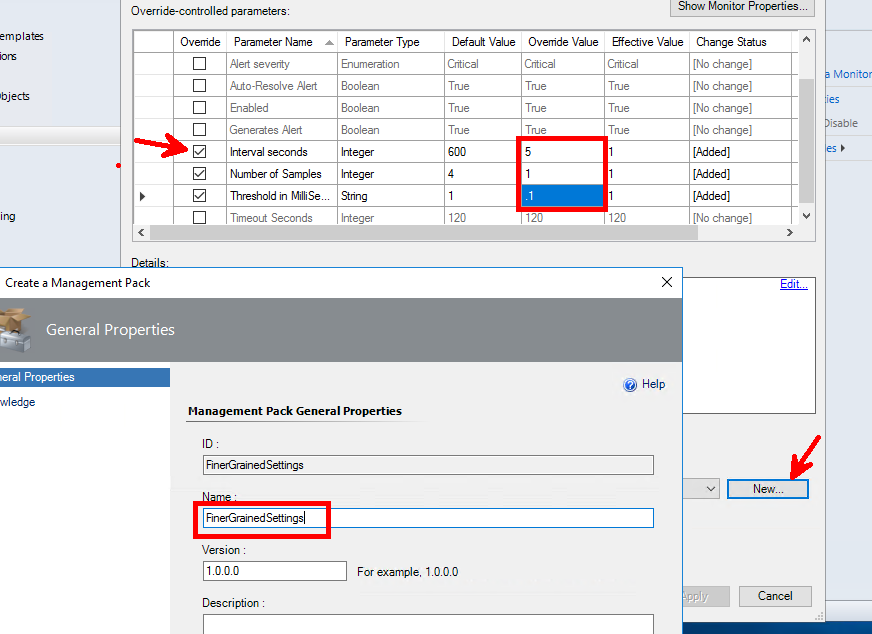 Override-controlled parameters:
Show Monitor Properties...
emplates
ions
bjects
ing
Override Parameter Name Parameter Type Default Value Override Value Effective Value Change Status
Alert severity Enumeration Critical Critical Critical [No change]
Auto-Resolve Alert Boolean True True True [No change]
Enabled Boolean True True True [No change]
Generates Alert Boolean True True True [No change]
Interval seconds Integer 600 5 1 [Added]
Number of Samples Integer 4 1 1 [Added]
Threshold in MilliSe... String 1 .1 1 [Added]
Timeout Seconds Integer 120 120 120 [No change]
a Monitor
ies
Disable
es
Details:
Edit...
Create a Management Pack
General Properties
neral Properties
wledge
Help
Management Pack General Properties
ID :
FinerGrainedSettings
Name :
FinerGrainedSettings
Version :
1.0.0.0 For example, 1.0.0.0
Description :
New...
Apply
Cancel